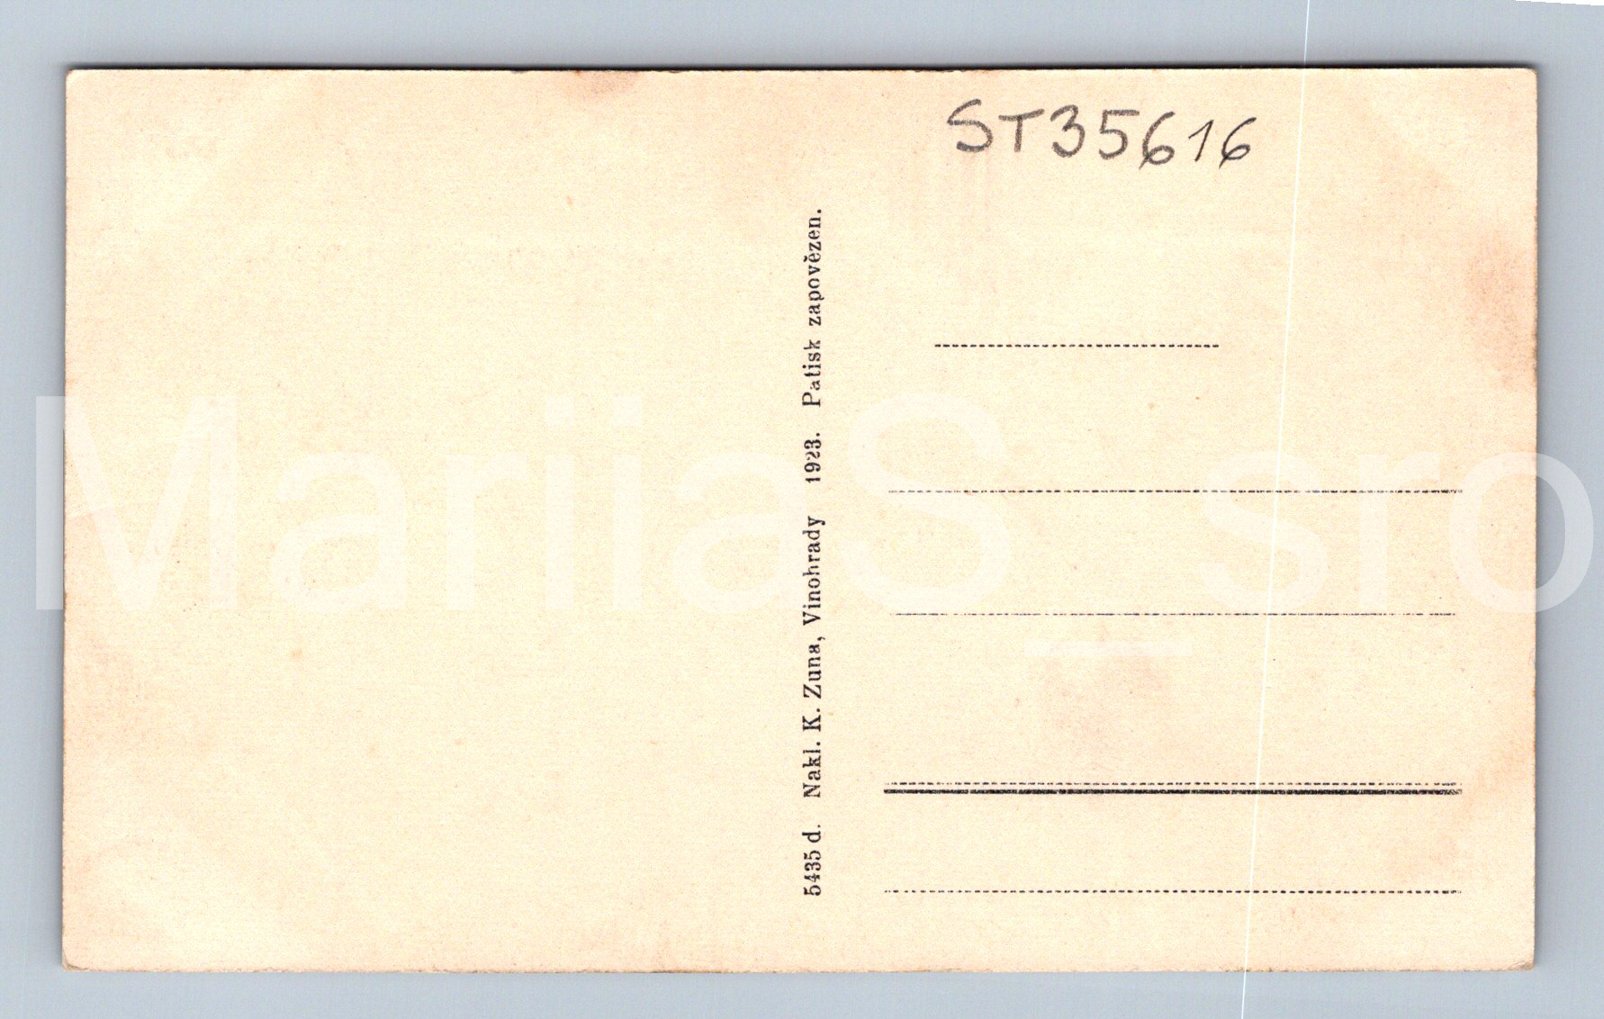 ST35616
5435 d. Nakl. K. Zuna, Vinohrady 1923. Patisk zapovězen.
MariiaS_sro